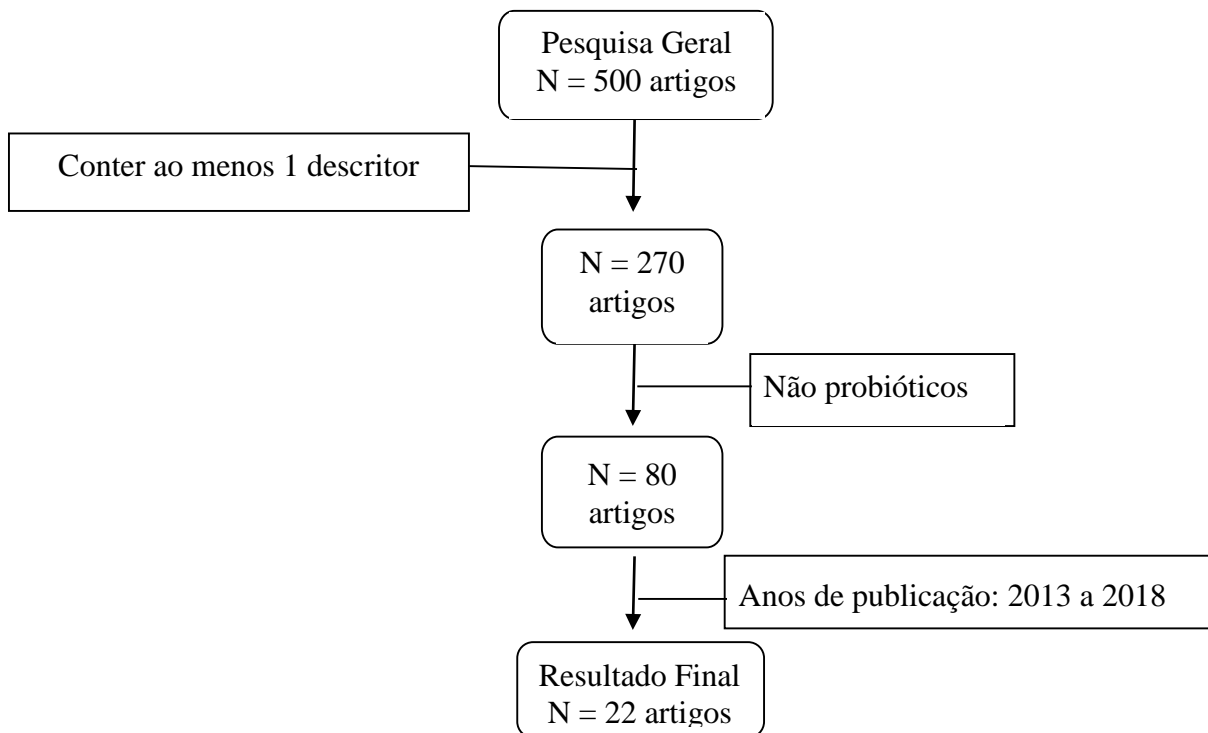 Pesquisa Geral
N = 500 artigos
Conter ao menos 1 descritor
N = 270
artigos
Não probióticos
N = 80
artigos
Anos de publicação: 2013 a 2018
Resultado Final
N = 22 artigos